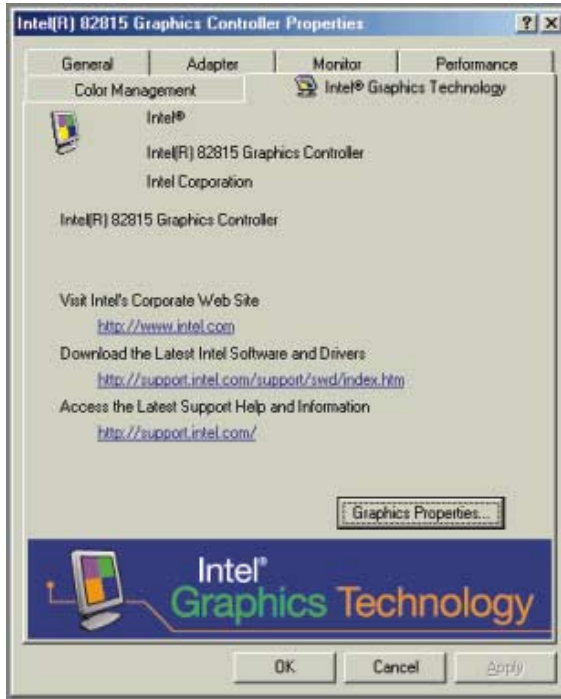 Intel(R) 82815 Graphics Controller Properties
General Adapter Monitor Performance
Color Management Intel® Graphics Technology
Intel®
Intel(R) 82815 Graphics Controller
Intel Corporation
Intel(R) 82815 Graphics Controller
Visit Intel's Corporate Web Site
http://www.intel.com
Download the Latest Intel Software and Drivers
http://support.intel.com/support/swd/index.htm
Access the Latest Support Help and Information
http://support.intel.com/
Graphics Properties...
Intel®
Graphics Technology
OK Cancel Apply